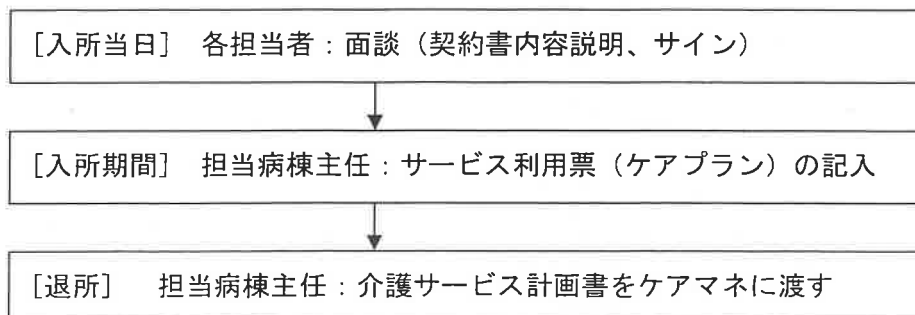 [入所当日] 各担当者：面談（契約書内容説明、サイン）
[入所期間] 担当病棟主任：サービス利用票（ケアプラン）の記入
[退所] 担当病棟主任：介護サービス計画書をケアマネに渡す